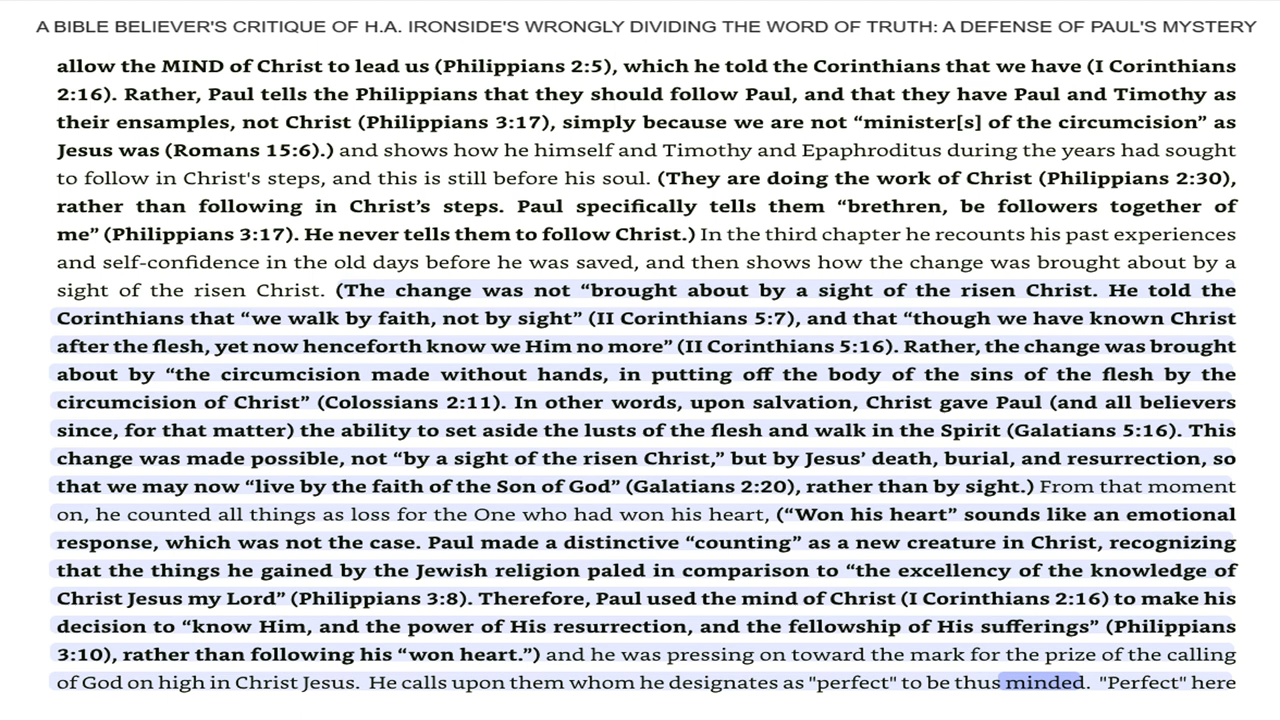 A BIBLE BELIEVER'S CRITIQUE OF H.A. IRONSIDE'S WRONGLY DIVIDING THE WORD OF TRUTH: A DEFENSE OF PAUL'S MYSTERY
allow the MIND of Christ to lead us (Philippians 2:5), which he told the Corinthians that we have (I Corinthians
2:16). Rather, Paul tells the Philippians that they should follow Paul, and that they have Paul and Timothy as
their ensamples, not Christ (Philippians 3:17), simply because we are not “minister[s] of the circumcision” as
Jesus was (Romans 15:6).) and shows how he himself and Timothy and Epaphroditus during the years had sought
to follow in Christ's steps, and this is still before his soul. (They are doing the work of Christ (Philippians 2:30),
rather than following in Christ’s steps. Paul specifically tells them “brethren, be followers together of
me” (Philippians 3:17). He never tells them to follow Christ.) In the third chapter he recounts his past experiences
and self-confidence in the old days before he was saved, and then shows how the change was brought about by a
sight of the risen Christ. (The change was not “brought about by a sight of the risen Christ. He told the
Corinthians that “we walk by faith, not by sight” (II Corinthians 5:7), and that “though we have known Christ
after the flesh, yet now henceforth know we Him no more” (II Corinthians 5:16). Rather, the change was brought
about by “the circumcision made without hands, in putting off the body of the sins of the flesh by the
circumcision of Christ” (Colossians 2:11). In other words, upon salvation, Christ gave Paul (and all believers
since, for that matter) the ability to set aside the lusts of the flesh and walk in the Spirit (Galatians 5:16). This
change was made possible, not “by a sight of the risen Christ,” but by Jesus’ death, burial, and resurrection, so
that we may now “live by the faith of the Son of God” (Galatians 2:20), rather than by sight.) From that moment
on, he counted all things as loss for the One who had won his heart, (“Won his heart” sounds like an emotional
response, which was not the case. Paul made a distinctive “counting” as a new creature in Christ, recognizing
that the things he gained by the Jewish religion paled in comparison to “the excellency of the knowledge of
Christ Jesus my Lord” (Philippians 3:8). Therefore, Paul used the mind of Christ (I Corinthians 2:16) to make his
decision to “know Him, and the power of His resurrection, and the fellowship of His sufferings” (Philippians
3:10), rather than following his “won heart.”) and he was pressing on toward the mark for the prize of the calling
of God on high in Christ Jesus. He calls upon them whom he designates as "perfect" to be thus minded. "Perfect" here